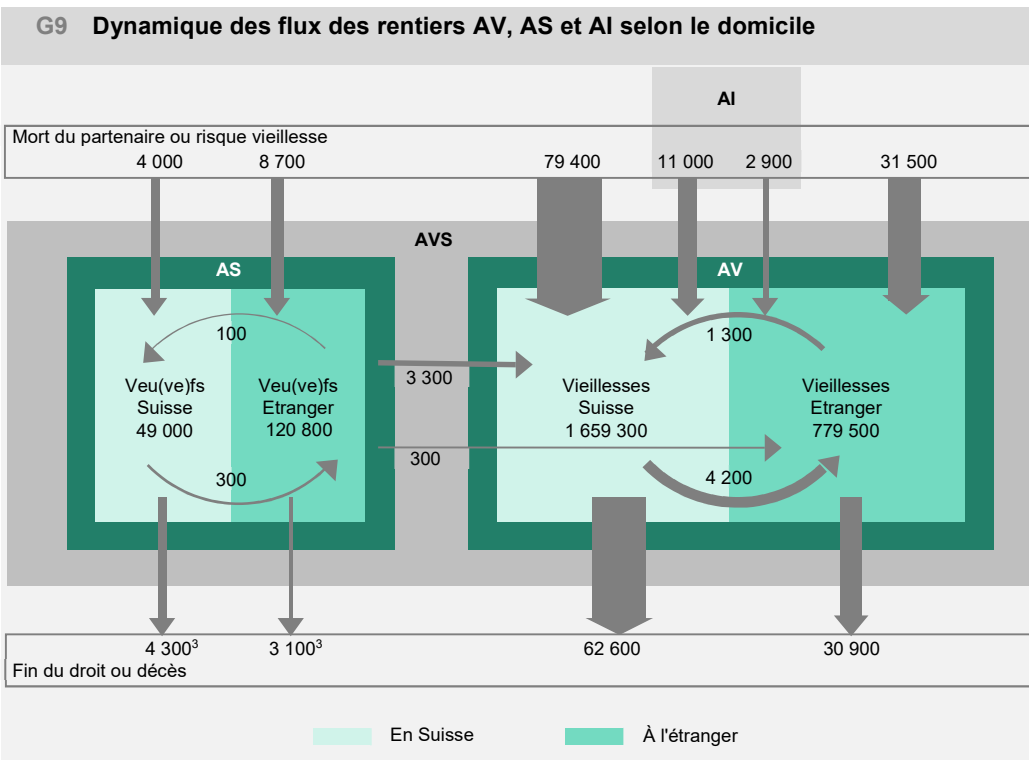 G9 Dynamique des flux des rentiers AV, AS et AI selon le domicile
AI
Mort du partenaire ou risque vieillesse
4 000 8 700 79 400 11 000 2 900 31 500
AVS
AS AV
100 1 300
3 300
Veu(ve)fs Veu(ve)fs Vieillesses Vieillesses
Suisse Etranger Suisse Etranger
49 000 120 800 1 659 300 779 500
300
300 4 200
4 300³ 3 100³ 62 600 30 900
Fin du droit ou décès
En Suisse À l'étranger